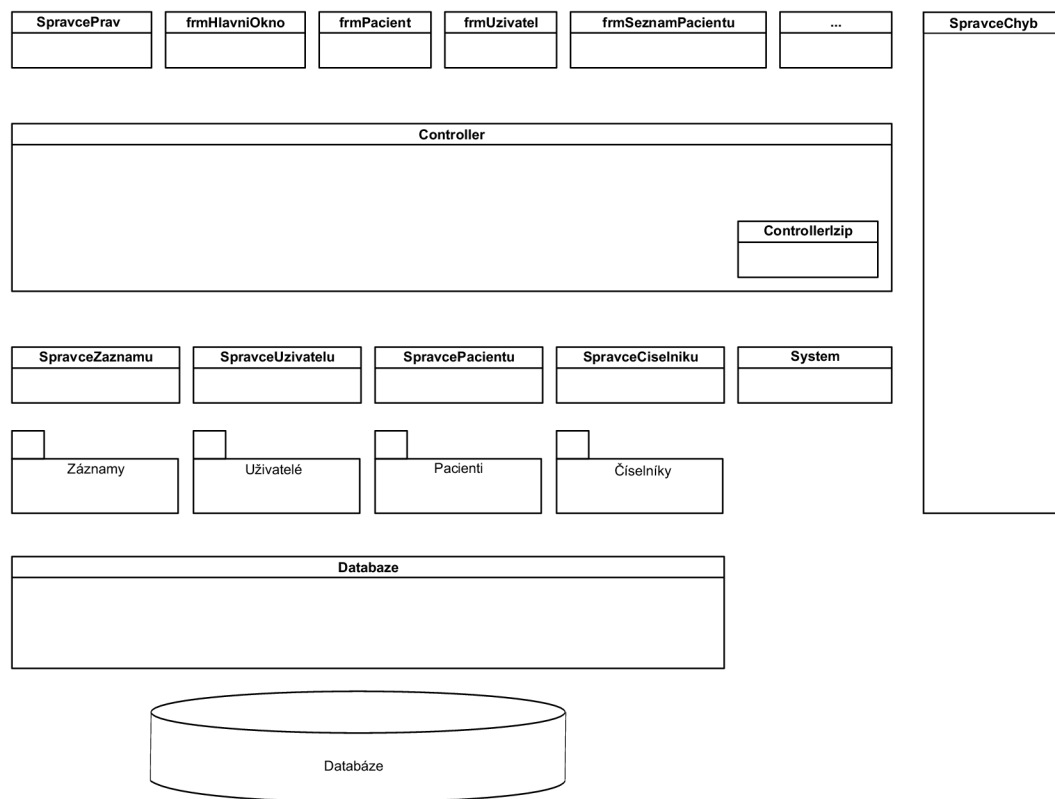 SpravcePrav
frmHlavniOkno
frmPacient
frmUzivatel
frmSeznamPacientu
...
SpravceChyb
Controller
ControllerIzip
SpravceZaznamu
SpravceUzivatelu
SpravcePacientu
SpravceCiselniku
System
Záznamy
Uživatelé
Pacienti
Číselníky
Databaze
Databáze